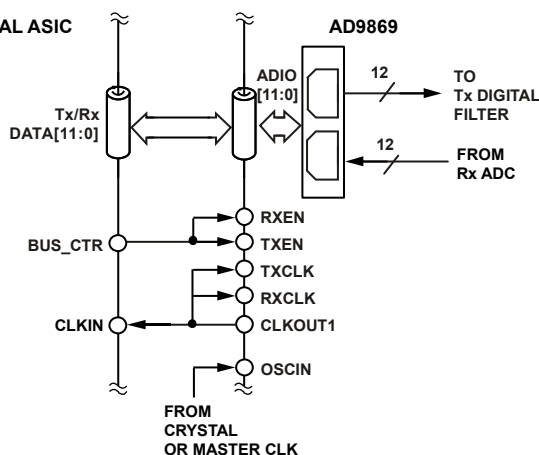 AL ASIC
AD9869
ADIO
[11:0]
12
TO
Tx DIGITAL
FILTER
Tx/Rx
DATA[11:0]
12
FROM
Rx ADC
RXEN
BUS_CTR
TXEN
TXCLK
RXCLK
CLKIN
CLKOUT1
OSCIN
FROM
CRYSTAL
OR MASTER CLK